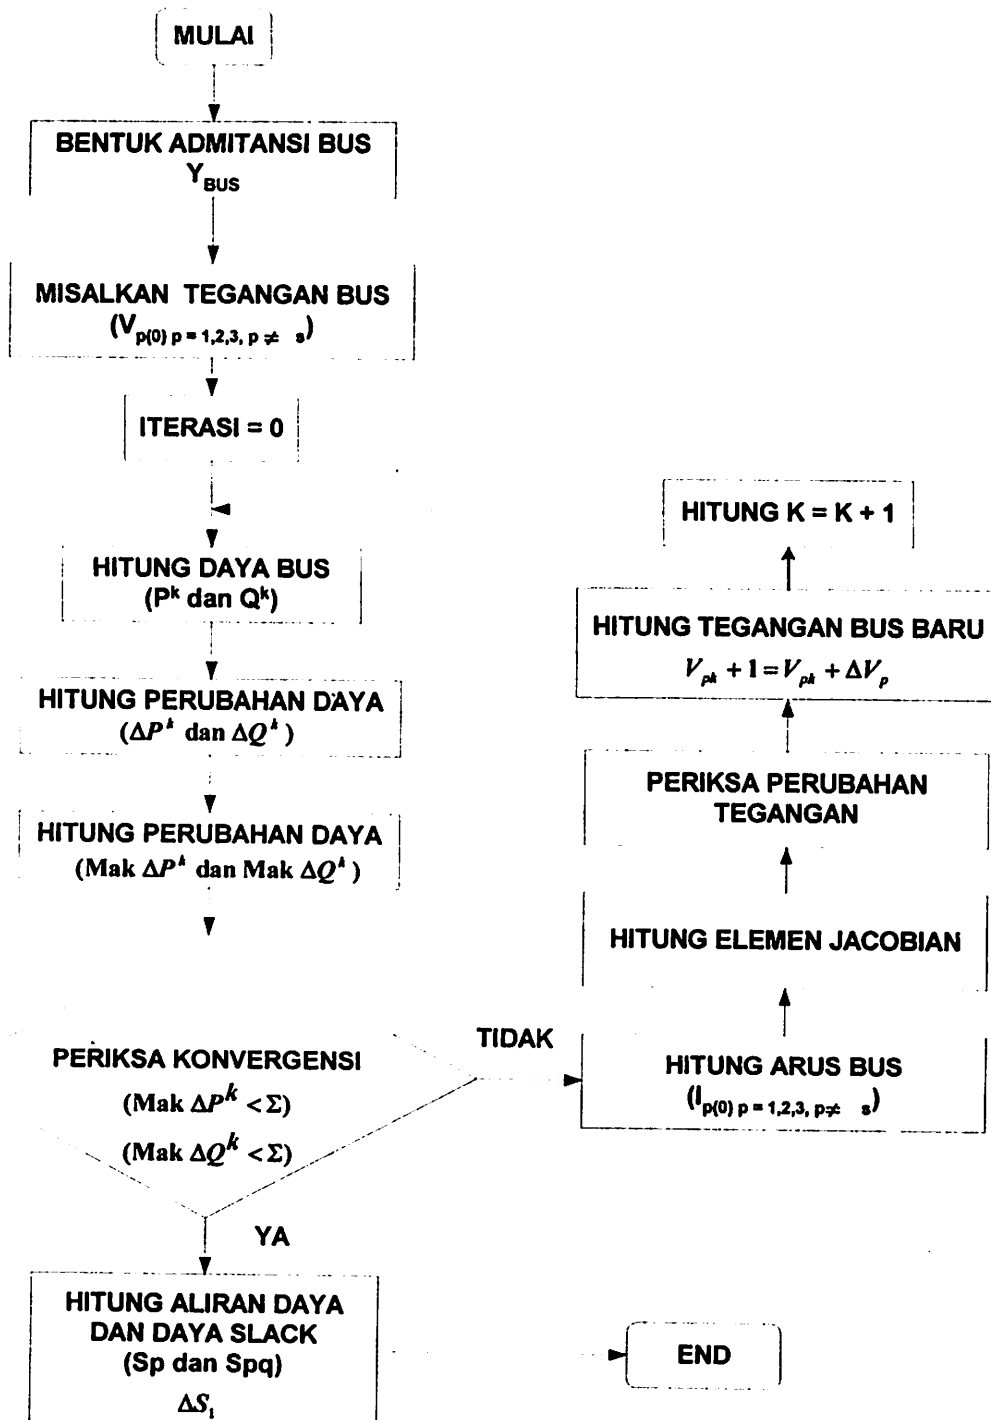 MULAI
BENTUK ADMITANSI BUS
Y_BUS
MISALKAN TEGANGAN BUS
(V_p(0) p = 1,2,3, p ≠ s)
ITERASI = 0
HITUNG DAYA BUS
(P^k dan Q^k)
HITUNG PERUBAHAN DAYA
(ΔP^k dan ΔQ^k)
HITUNG PERUBAHAN DAYA
(Mak ΔP^k dan Mak ΔQ^k)
PERIKSA KONVERGENSI
(Mak ΔP^k < Σ)
(Mak ΔQ^k < Σ)
TIDAK
YA
HITUNG ARUS BUS
(I_p(0) p = 1,2,3, p≠ s)
HITUNG ELEMEN JACOBIAN
PERIKSA PERUBAHAN
TEGANGAN
HITUNG TEGANGAN BUS BARU
V_pk + 1 = V_pk + ΔV_p
HITUNG K = K + 1
HITUNG ALIRAN DAYA
DAN DAYA SLACK
(Sp dan Spq)
ΔS_1
END